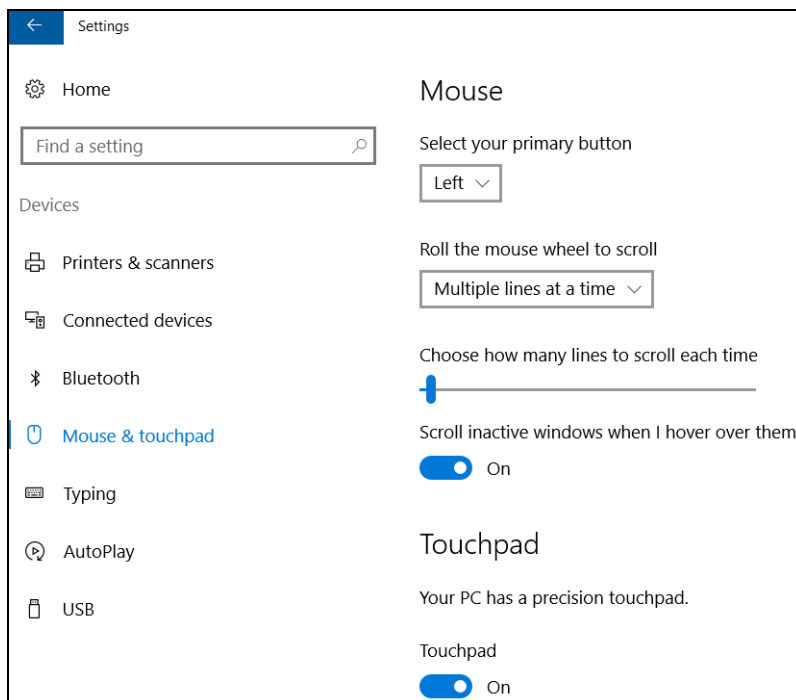 Settings
Home
Find a setting
Devices
Printers & scanners
Connected devices
Bluetooth
Mouse & touchpad
Typing
AutoPlay
USB
Mouse
Select your primary button
Left
Roll the mouse wheel to scroll
Multiple lines at a time
Choose how many lines to scroll each time
Scroll inactive windows when I hover over them
On
Touchpad
Your PC has a precision touchpad.
Touchpad
On